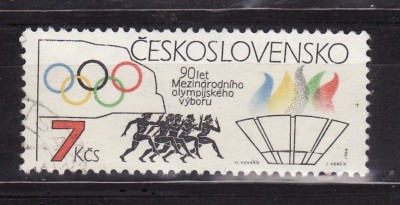 ČESKOSLOVENSKO
90 let
Mezinárodního
olympijského
výboru
7 Kčs